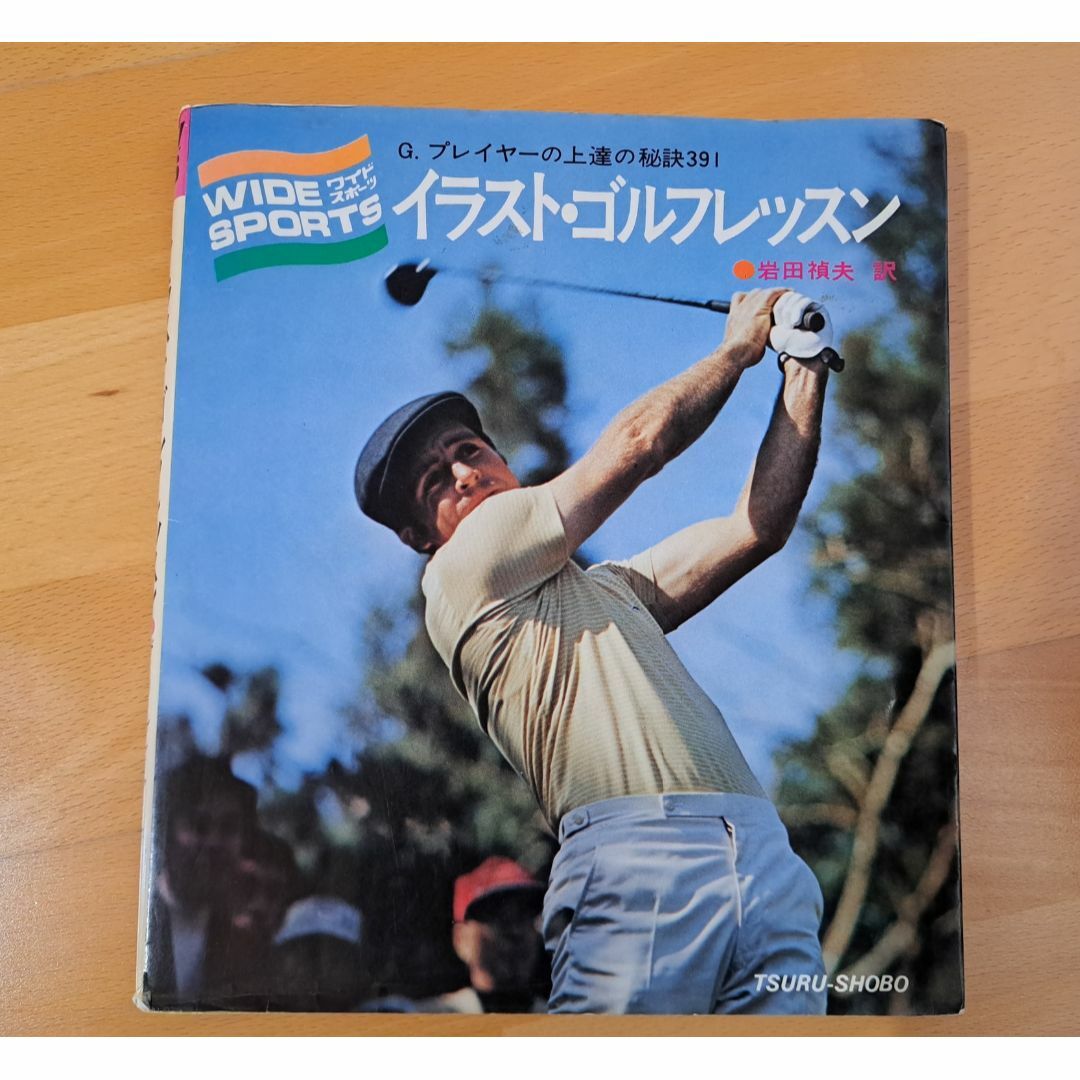 G. プレイヤーの上達の秘訣391
WIDE ワイド
SPORTS スポーツ
イラスト・ゴルフレッスン
●岩田禎夫 訳
TSURU-SHOBO